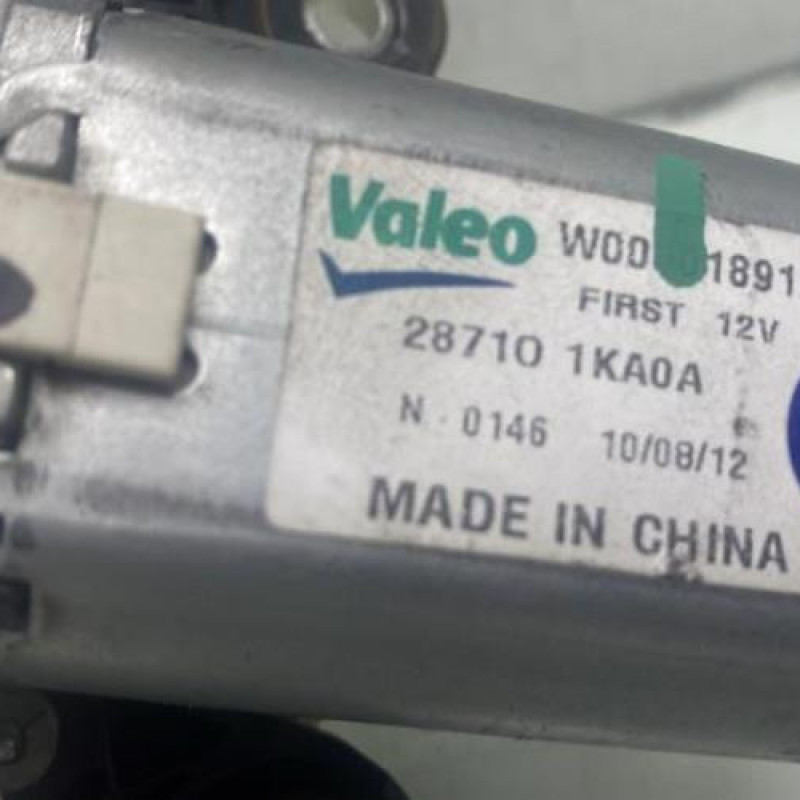 Valeo
FIRST 12V
28710 1KA0A
N 0146 10/08/12
MADE IN CHINA